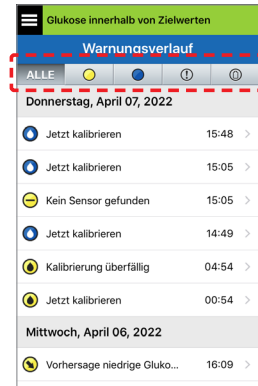 Glukose innerhalb von Zielwerten
Warnungsverlauf
ALLE
Donnerstag, April 07, 2022
Jetzt kalibrieren 15:48
Jetzt kalibrieren 15:05
Kein Sensor gefunden 15:05
Jetzt kalibrieren 14:49
Kalibrierung überfällig 04:54
Jetzt kalibrieren 00:54
Mittwoch, April 06, 2022
Vorhersage niedrige Gluko... 16:09